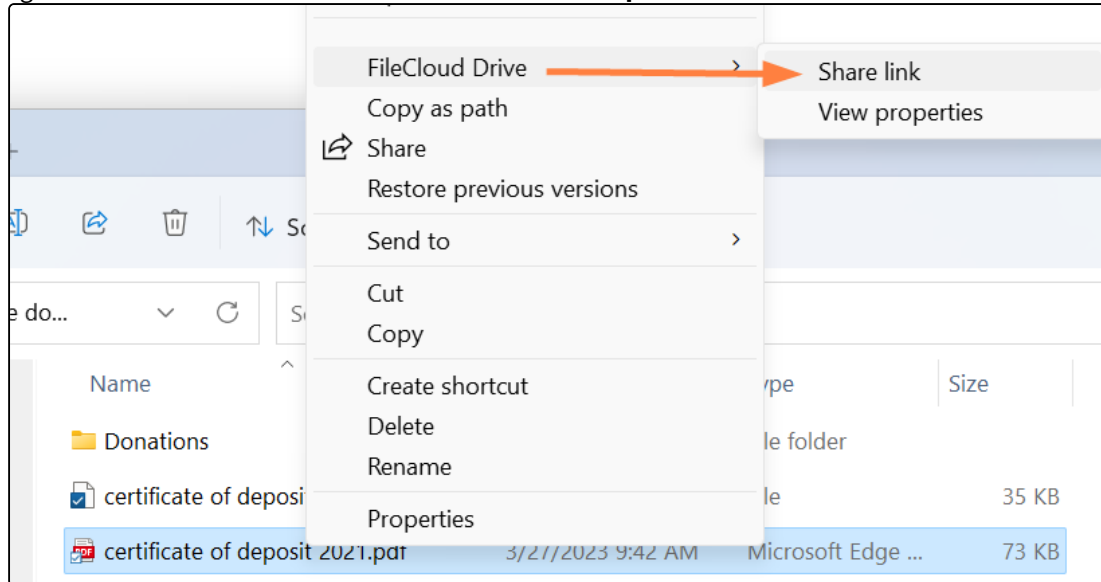 FileCloud Drive
Share link
Copy as path
View properties
Share
Restore previous versions
Send to
Cut
e do...
Copy
Name
Create shortcut
Size
Delete
Donations
le folder
Rename
certificate of deposi
le
35 KB
Properties
certificate of deposit 2021.pdf
3/27/2023 9:42 AM
Microsoft Edge ...
73 KB